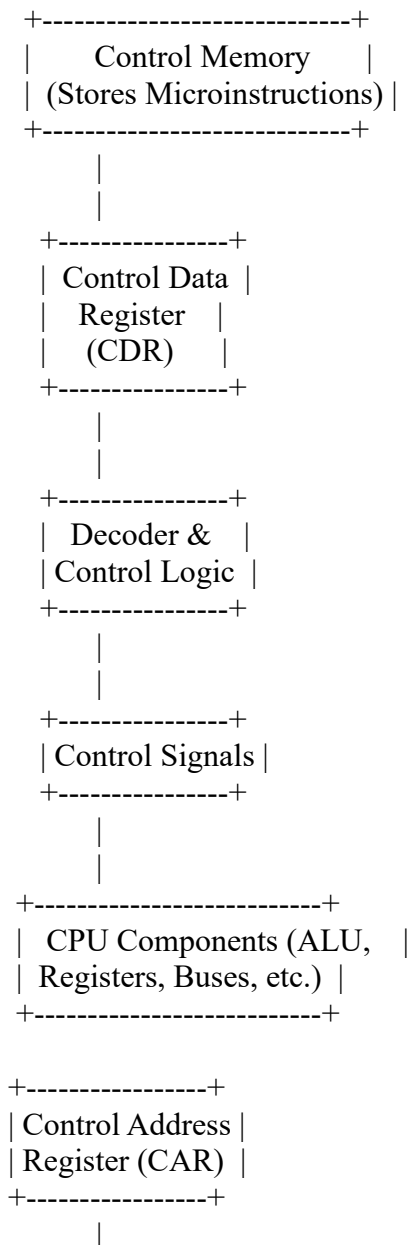 +-----------------------------+
| Control Memory |
| (Stores Microinstructions) |
+-----------------------------+
|
|
+----------------+
| Control Data |
| Register |
| (CDR) |
+----------------+
|
|
+----------------+
| Decoder & |
| Control Logic |
+----------------+
|
|
+----------------+
| Control Signals |
+----------------+
|
|
+---------------------------+
| CPU Components (ALU, |
| Registers, Buses, etc.) |
+---------------------------+
+-----------------+
| Control Address |
| Register (CAR) |
+-----------------+
|